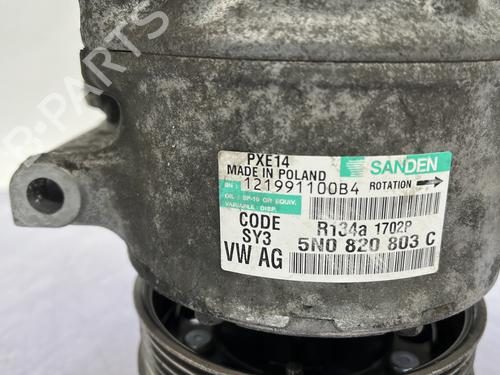 PXE14
MADE IN POLAND
SANDEN
SN : 121991100B4
ROTATION
OIL : SP-10 OR EQUIV.
VARIABLE - DISP.
CODE
SY3
R134a 1702P
VW AG
5N0 820 803 C